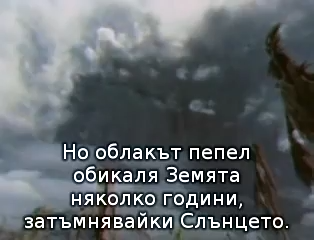 Но облакът пепел
обикаля Земята
няколко години,
затъмнявайки Слънцето.